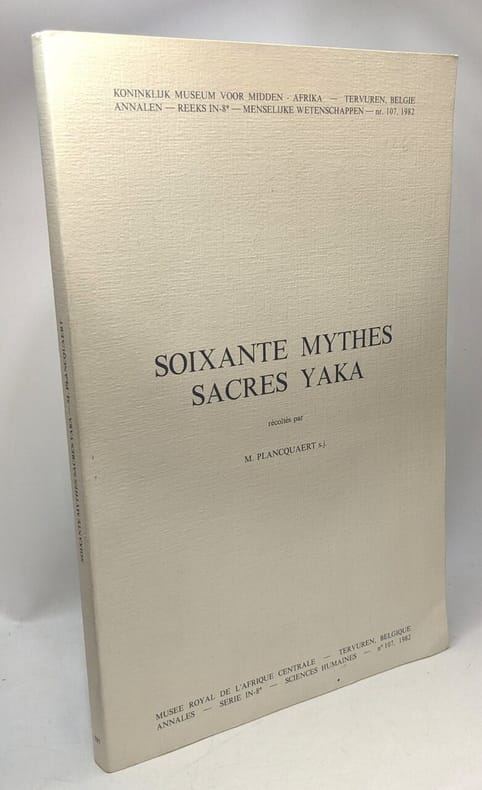 KONINKLIJK MUSEUM VOOR MIDDEN - AFRIKA — TERVUREN, BELGIE
ANNALEN — REEKS IN-8° — MENSELIJKE WETENSCHAPPEN — nr. 107, 1982
SOIXANTE MYTHES
SACRES YAKA
récoltés par
M. PLANCQUAERT s.j.
MUSEE ROYAL DE L'AFRIQUE CENTRALE — TERVUREN, BELGIQUE
ANNALES — SERIE IN-8° — SCIENCES HUMAINES — n° 107, 1982
SOIXANTE MYTHES SACRES YAKA — M. PLANCQUAERT